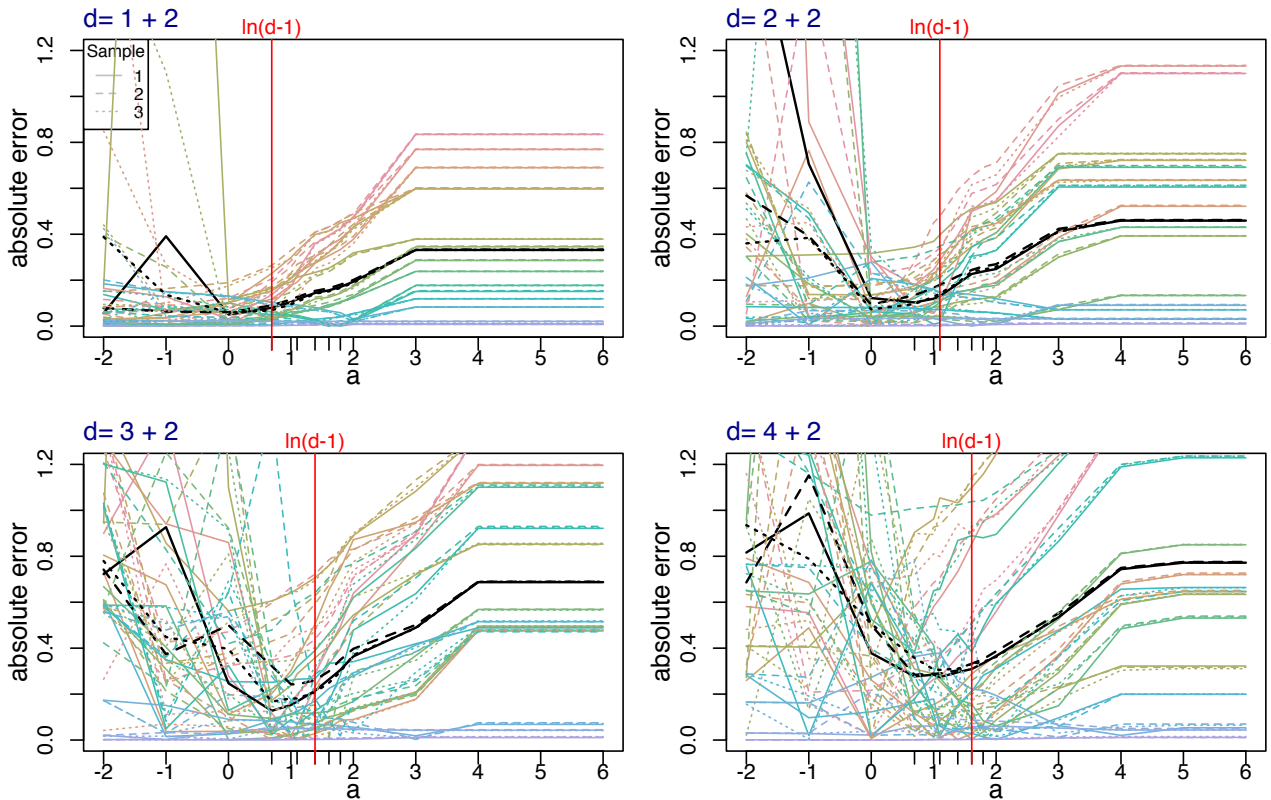 d= 1 + 2
ln(d-1)
Sample
1
2
3
absolute error
0.0 0.4 0.8 1.2
-2 -1 0 1 2 3 4 5 6
a
d= 2 + 2
ln(d-1)
absolute error
0.0 0.4 0.8 1.2
-2 -1 0 1 2 3 4 5 6
a
d= 3 + 2
ln(d-1)
absolute error
0.0 0.4 0.8 1.2
-2 -1 0 1 2 3 4 5 6
a
d= 4 + 2
ln(d-1)
absolute error
0.0 0.4 0.8 1.2
-2 -1 0 1 2 3 4 5 6
a